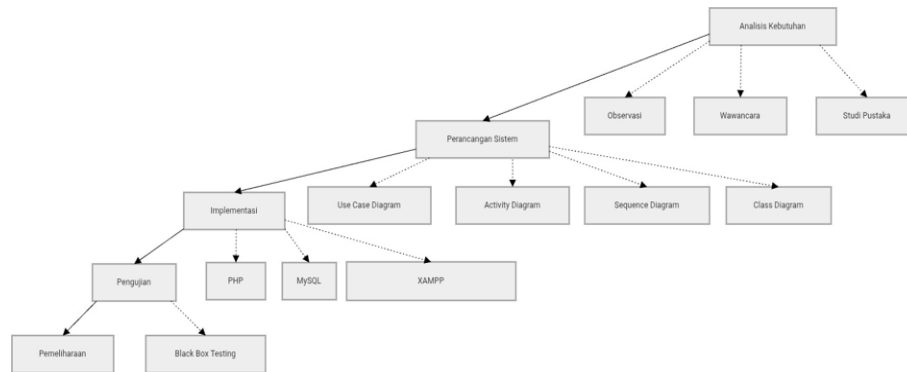 Analisis Kebutuhan
Observasi
Wawancara
Studi Pustaka
Perancangan Sistem
Use Case Diagram
Activity Diagram
Sequence Diagram
Class Diagram
Implementasi
PHP
MySQL
XAMPP
Pengujian
Pemeliharaan
Black Box Testing